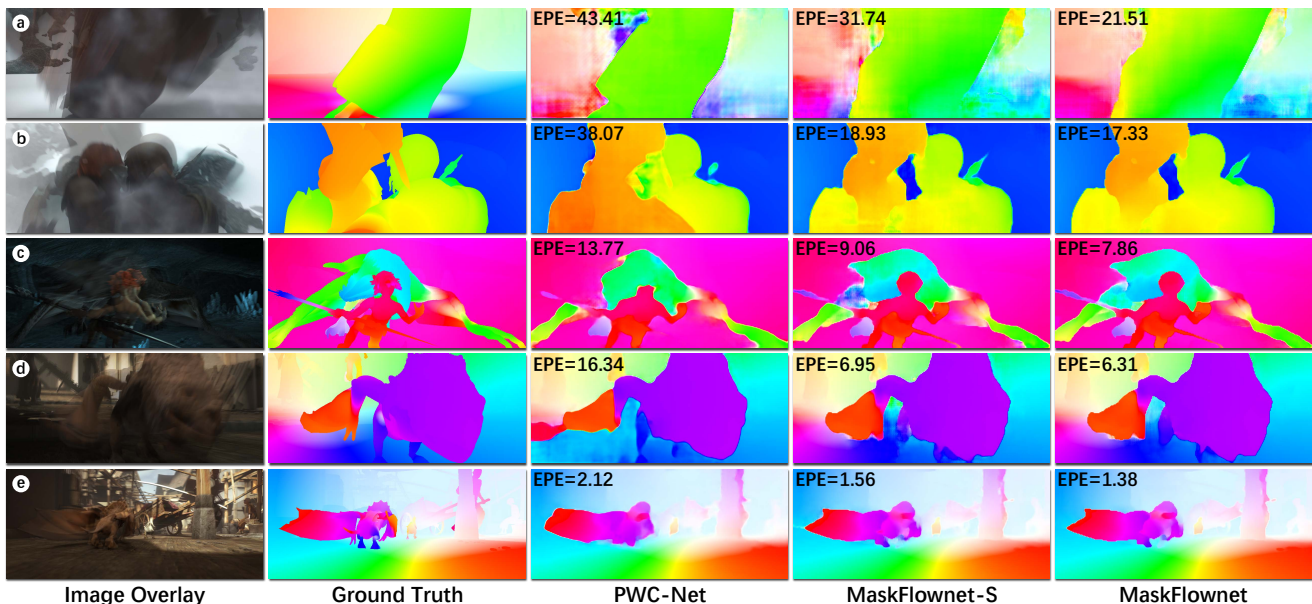 a EPE=43.41 EPE=31.74 EPE=21.51
b EPE=38.07 EPE=18.93 EPE=17.33
c EPE=13.77 EPE=9.06 EPE=7.86
d EPE=16.34 EPE=6.95 EPE=6.31
e EPE=2.12 EPE=1.56 EPE=1.38
Image Overlay Ground Truth PWC-Net MaskFlownet-S MaskFlownet